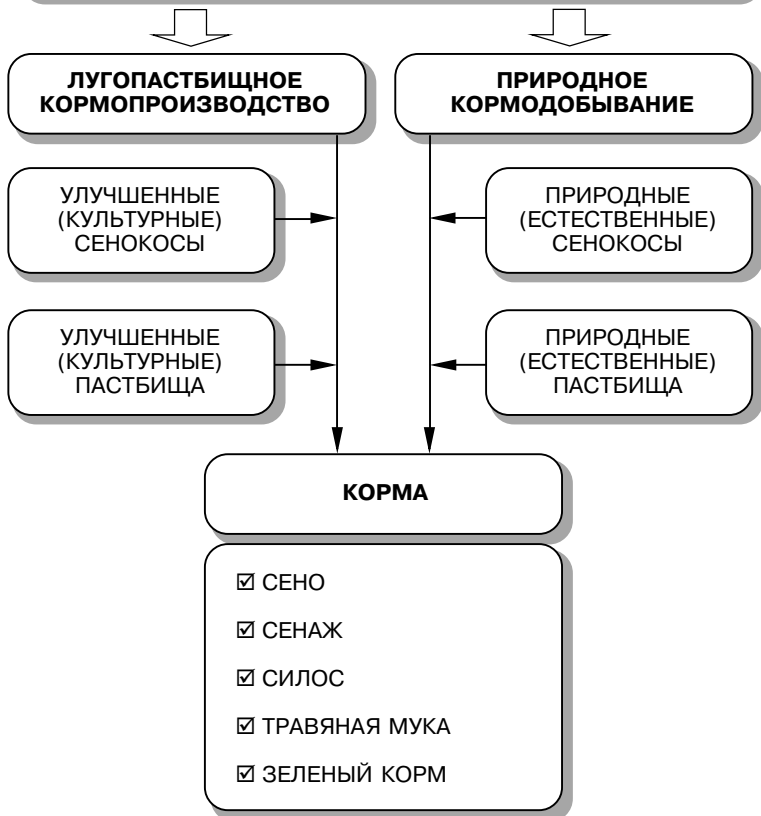 ЛУГОПАСТБИЩНОЕ
КОРМОПРОИЗВОДСТВО
ПРИРОДНОЕ
КОРМОДОБЫВАНИЕ
УЛУЧШЕННЫЕ
(КУЛЬТУРНЫЕ)
СЕНОКОСЫ
ПРИРОДНЫЕ
(ЕСТЕСТВЕННЫЕ)
СЕНОКОСЫ
УЛУЧШЕННЫЕ
(КУЛЬТУРНЫЕ)
ПАСТБИЩА
ПРИРОДНЫЕ
(ЕСТЕСТВЕННЫЕ)
ПАСТБИЩА
КОРМА
☑ СЕНО
☑ СЕНАЖ
☑ СИЛОС
☑ ТРАВЯНАЯ МУКА
☑ ЗЕЛЕНЫЙ КОРМ